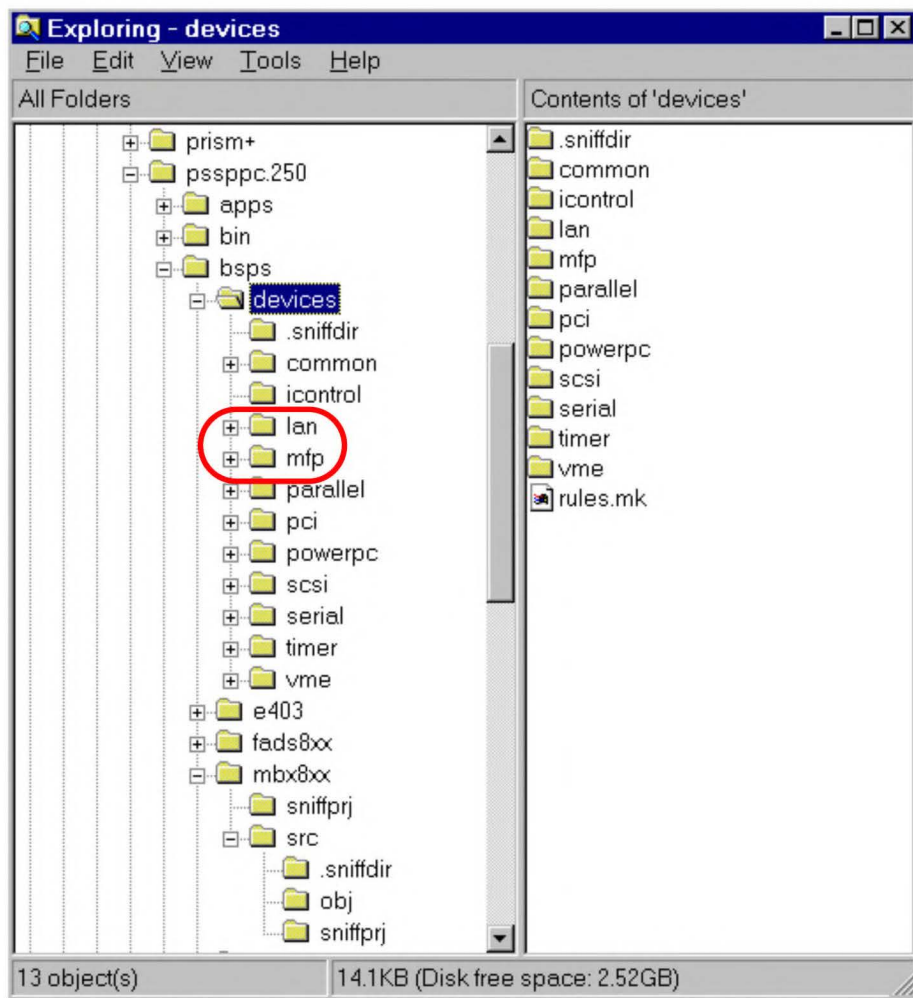 Exploring - devices
File Edit View Tools Help
All Folders
Contents of 'devices'
prism+
pssppc.250
apps
bin
bsps
devices
.sniffdir
common
icontrol
lan
mfp
parallel
pci
powerpc
scsi
serial
timer
vme
e403
fads8xx
mbx8xx
sniffprj
src
.sniffdir
obj
sniffprj
.sniffdir
common
icontrol
lan
mfp
parallel
pci
powerpc
scsi
serial
timer
vme
rules.mk
13 object(s)
14.1KB (Disk free space: 2.52GB)